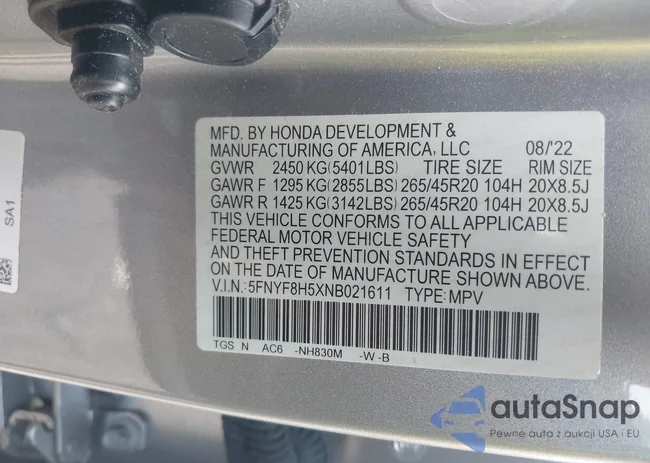 MFD. BY HONDA DEVELOPMENT &
MANUFACTURING OF AMERICA, LLC 08/'22
GVWR 2450 KG(5401LBS) TIRE SIZE RIM SIZE
GAWR F 1295 KG(2855LBS) 265/45R20 104H 20X8.5J
GAWR R 1425 KG(3142LBS) 265/45R20 104H 20X8.5J
THIS VEHICLE CONFORMS TO ALL APPLICABLE
FEDERAL MOTOR VEHICLE SAFETY
AND THEFT PREVENTION STANDARDS IN EFFECT
ON THE DATE OF MANUFACTURE SHOWN ABOVE.
V.I.N.:5FNYF8H5XNB021611 TYPE:MPV
TGS N AC6 -NH830M -W -B
SA1
autaSnap
Pewne auta z aukcji USA i EU